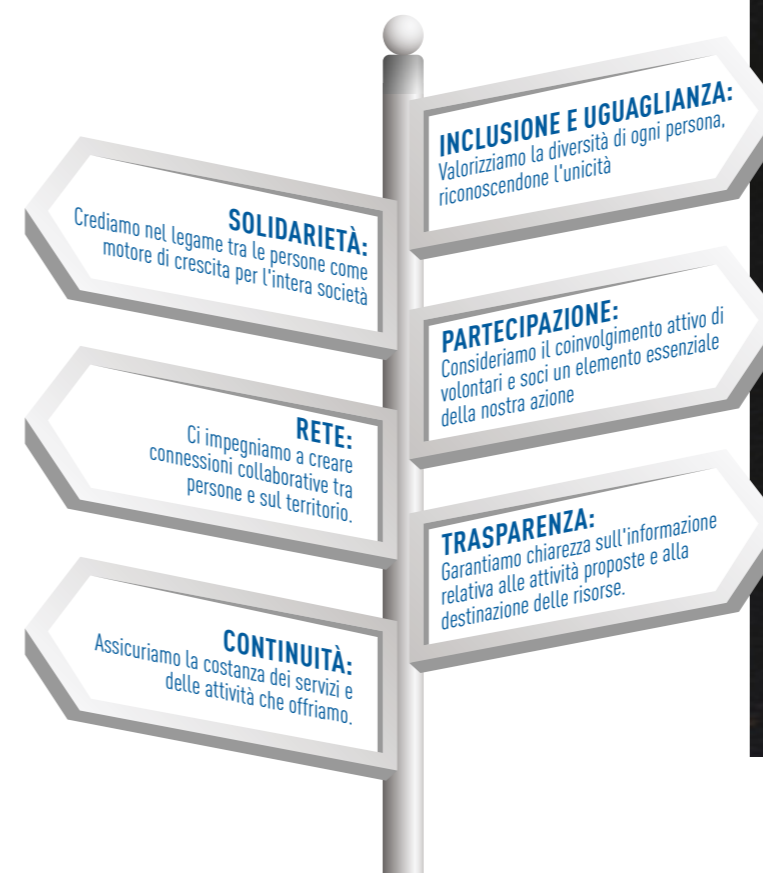 INCLUSIONE E UGUAGLIANZA:
Valorizziamo la diversità di ogni persona,
riconoscendone l'unicità
SOLIDARIETÀ:
Crediamo nel legame tra le persone come
motore di crescita per l'intera società
PARTECIPAZIONE:
Consideriamo il coinvolgimento attivo di
volontari e soci un elemento essenziale
della nostra azione
RETE:
Ci impegniamo a creare
connessioni collaborative tra
persone e sul territorio.
TRASPARENZA:
Garantiamo chiarezza sull'informazione
relativa alle attività proposte e alla
destinazione delle risorse.
CONTINUITÀ:
Assicuriamo la costanza dei servizi e
delle attività che offriamo.